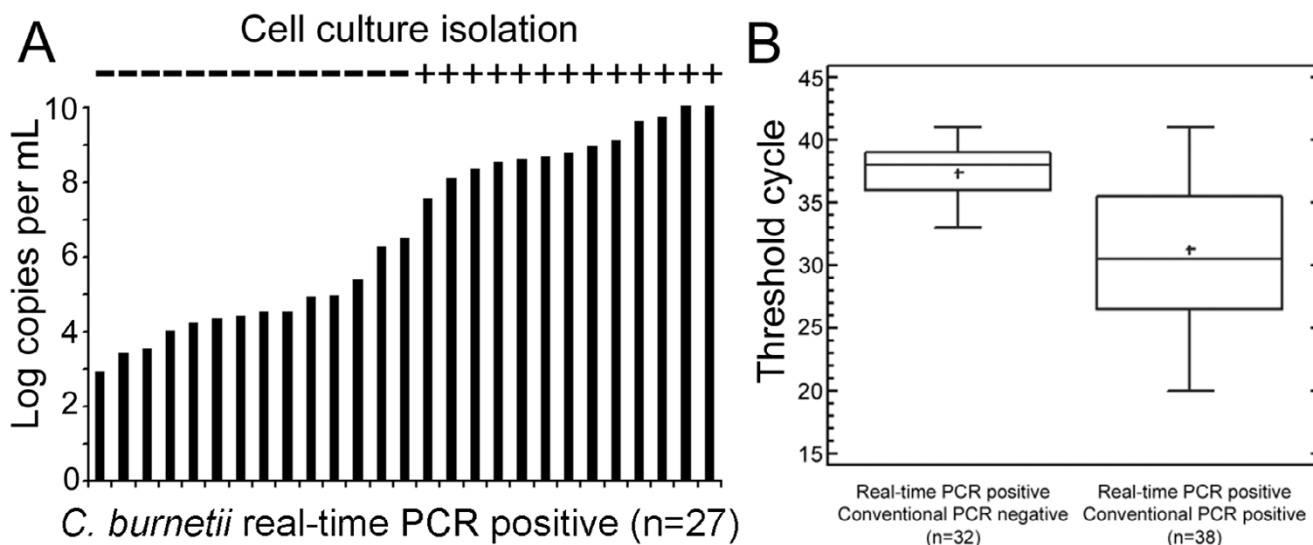 A
Cell culture isolation
− − − − − − − − − − − − − − + + + + + + + + + + + + +
Log copies per mL
10
8
6
4
2
0
C. burnetii real-time PCR positive (n=27)
B
Threshold cycle
45
40
35
30
25
20
15
Real-time PCR positive
Conventional PCR negative
(n=32)
Real-time PCR positive
Conventional PCR positive
(n=38)